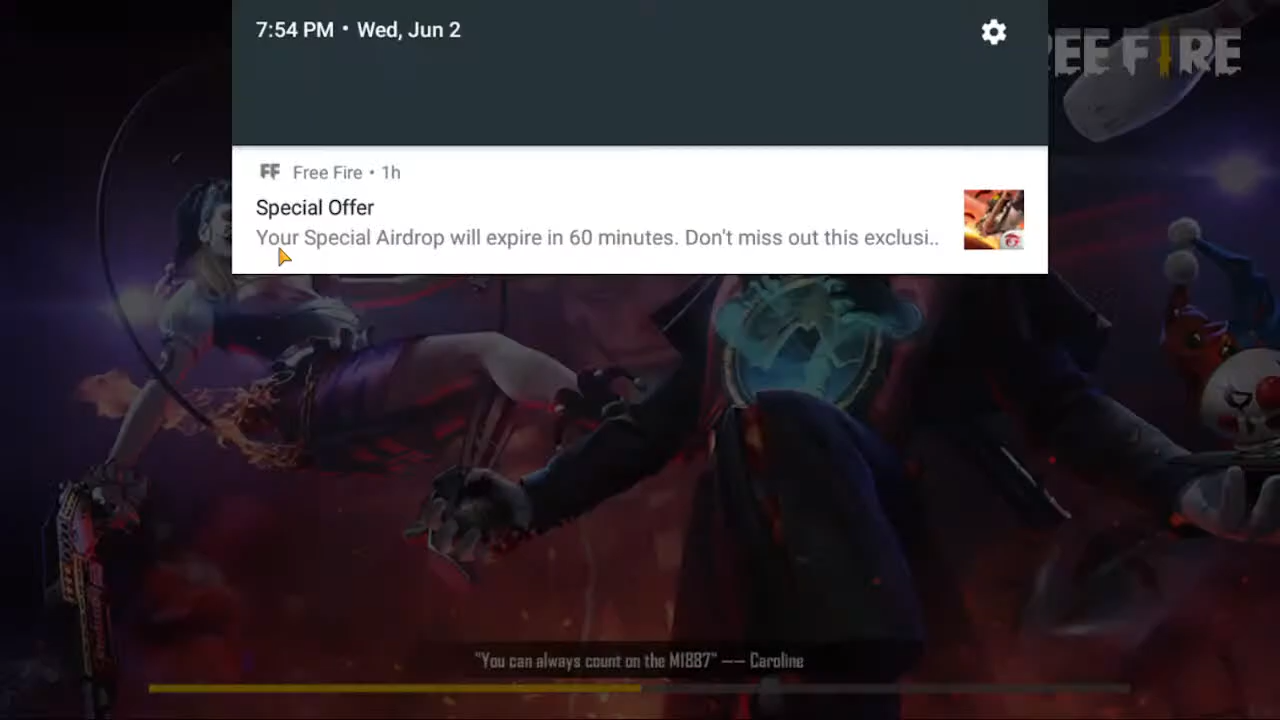 7:54 PM • Wed, Jun 2
REE FIRE
FF Free Fire • 1h
Special Offer
Your Special Airdrop will expire in 60 minutes. Don't miss out this exclusi..
"You can always count on the M1887" —— Caroline